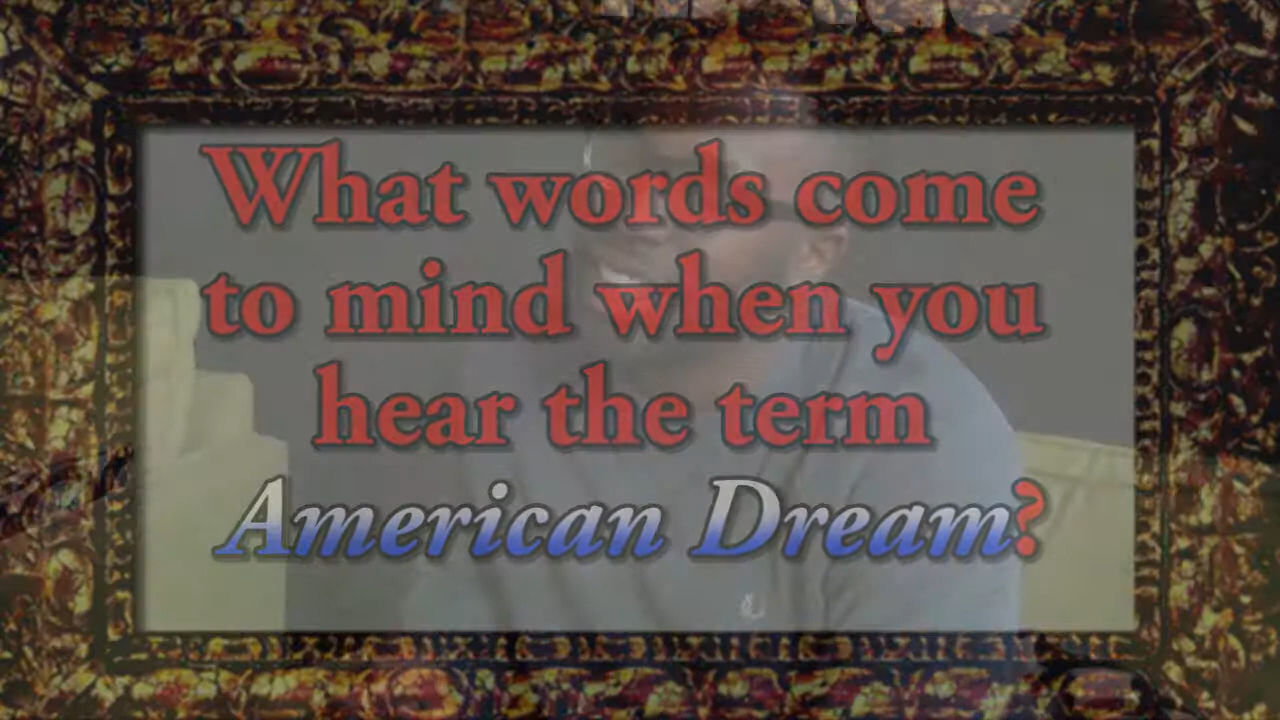 What words come
to mind when you
hear the term
American Dream?